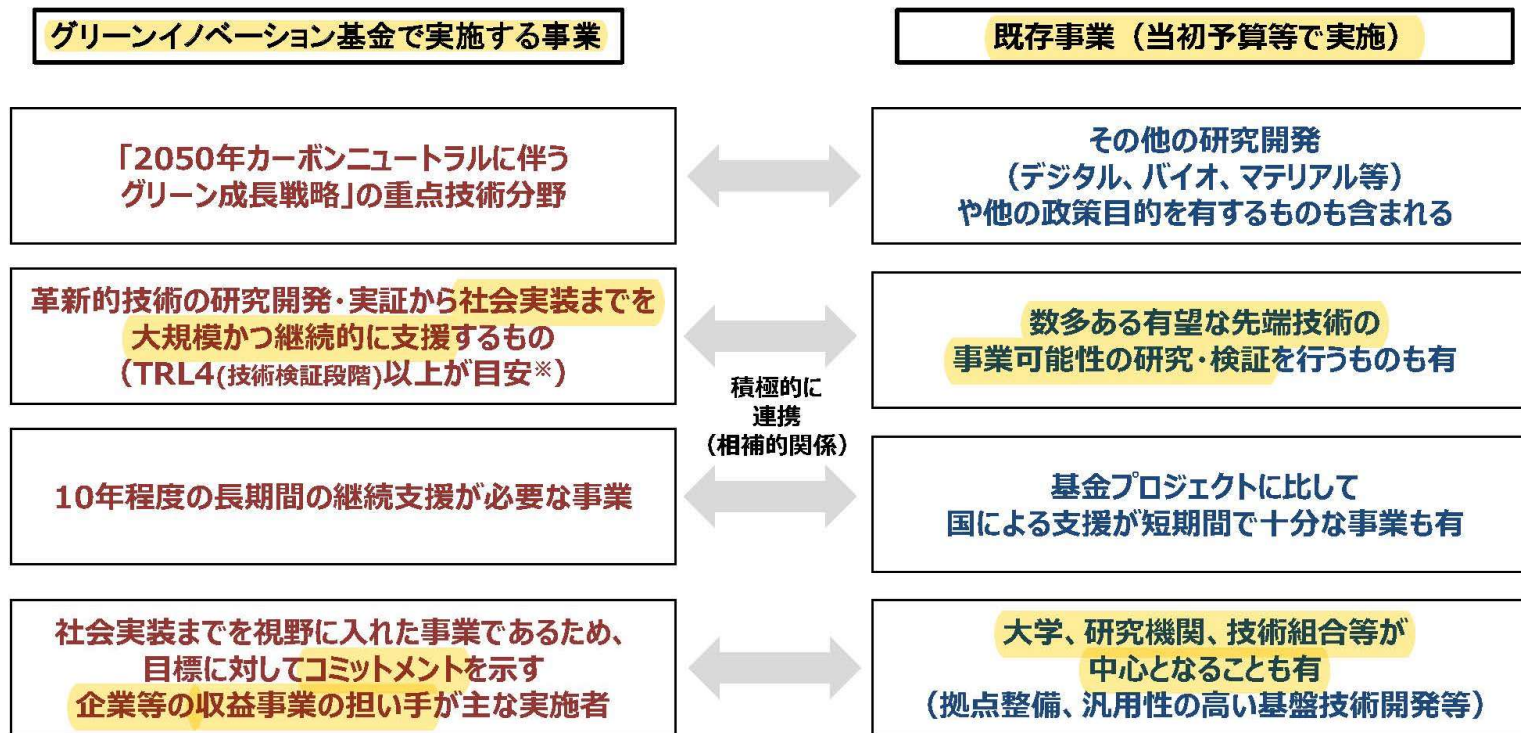 グリーンイノベーション基金で実施する事業
既存事業（当初予算等で実施）
「2050年カーボンニュートラルに伴う
グリーン成長戦略」の重点技術分野
その他の研究開発
（デジタル、バイオ、マテリアル等）
や他の政策目的を有するものも含まれる
革新的技術の研究開発・実証から社会実装までを
大規模かつ継続的に支援するもの
（TRL4(技術検証段階)以上が目安※）
数多ある有望な先端技術の
事業可能性の研究・検証を行うものも有
積極的に
連携
（相補的関係）
10年程度の長期間の継続支援が必要な事業
基金プロジェクトに比して
国による支援が短期間で十分な事業も有
社会実装までを視野に入れた事業であるため、
目標に対してコミットメントを示す
企業等の収益事業の担い手が主な実施者
大学、研究機関、技術組合等が
中心となることも有
（拠点整備、汎用性の高い基盤技術開発等）